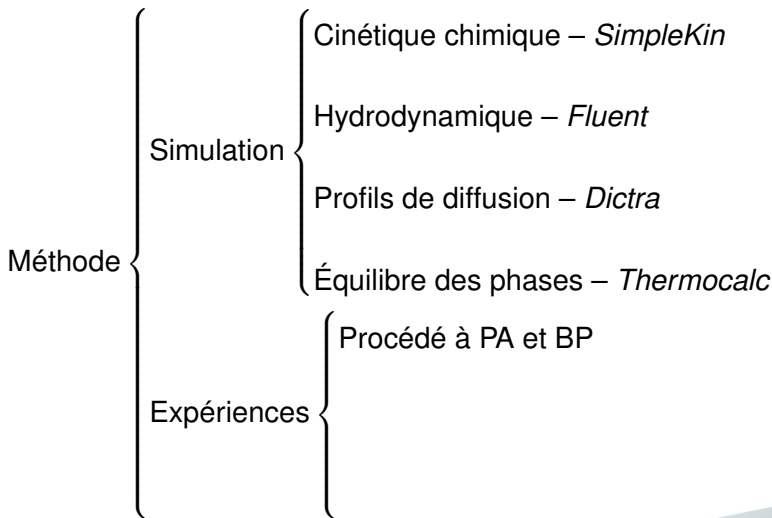 Cinétique chimique – SimpleKin
Hydrodynamique – Fluent
Simulation
Profils de diffusion – Dictra
Méthode
Équilibre des phases – Thermocalc
Procédé à PA et BP
Expériences